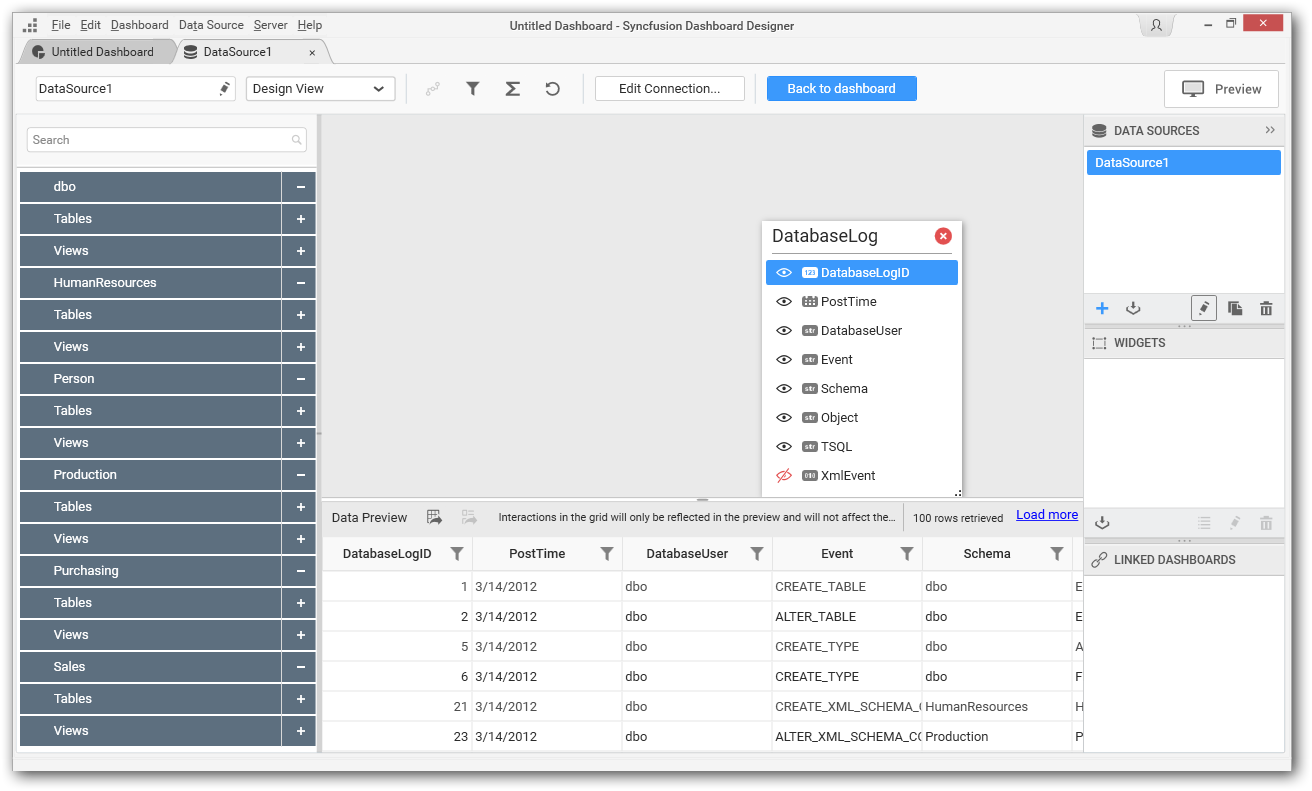 File Edit Dashboard Data Source Server Help
Untitled Dashboard - Syncfusion Dashboard Designer
Untitled Dashboard
DataSource1
DataSource1
Design View
Edit Connection...
Back to dashboard
Preview
Search
dbo
Tables
Views
HumanResources
Tables
Views
Person
Tables
Views
Production
Tables
Views
Purchasing
Tables
Views
Sales
Tables
Views
DatabaseLog
123 DatabaseLogID
PostTime
str DatabaseUser
str Event
str Schema
str Object
str TSQL
XmlEvent
Data Preview
Interactions in the grid will only be reflected in the preview and will not affect the...
100 rows retrieved
Load more
DatabaseLogID PostTime DatabaseUser Event Schema
1 3/14/2012 dbo CREATE_TABLE dbo E
2 3/14/2012 dbo ALTER_TABLE dbo E
5 3/14/2012 dbo CREATE_TYPE dbo A
6 3/14/2012 dbo CREATE_TYPE dbo F
21 3/14/2012 dbo CREATE_XML_SCHEMA_C HumanResources H
23 3/14/2012 dbo ALTER_XML_SCHEMA_CO Production P
DATA SOURCES
DataSource1
WIDGETS
LINKED DASHBOARDS